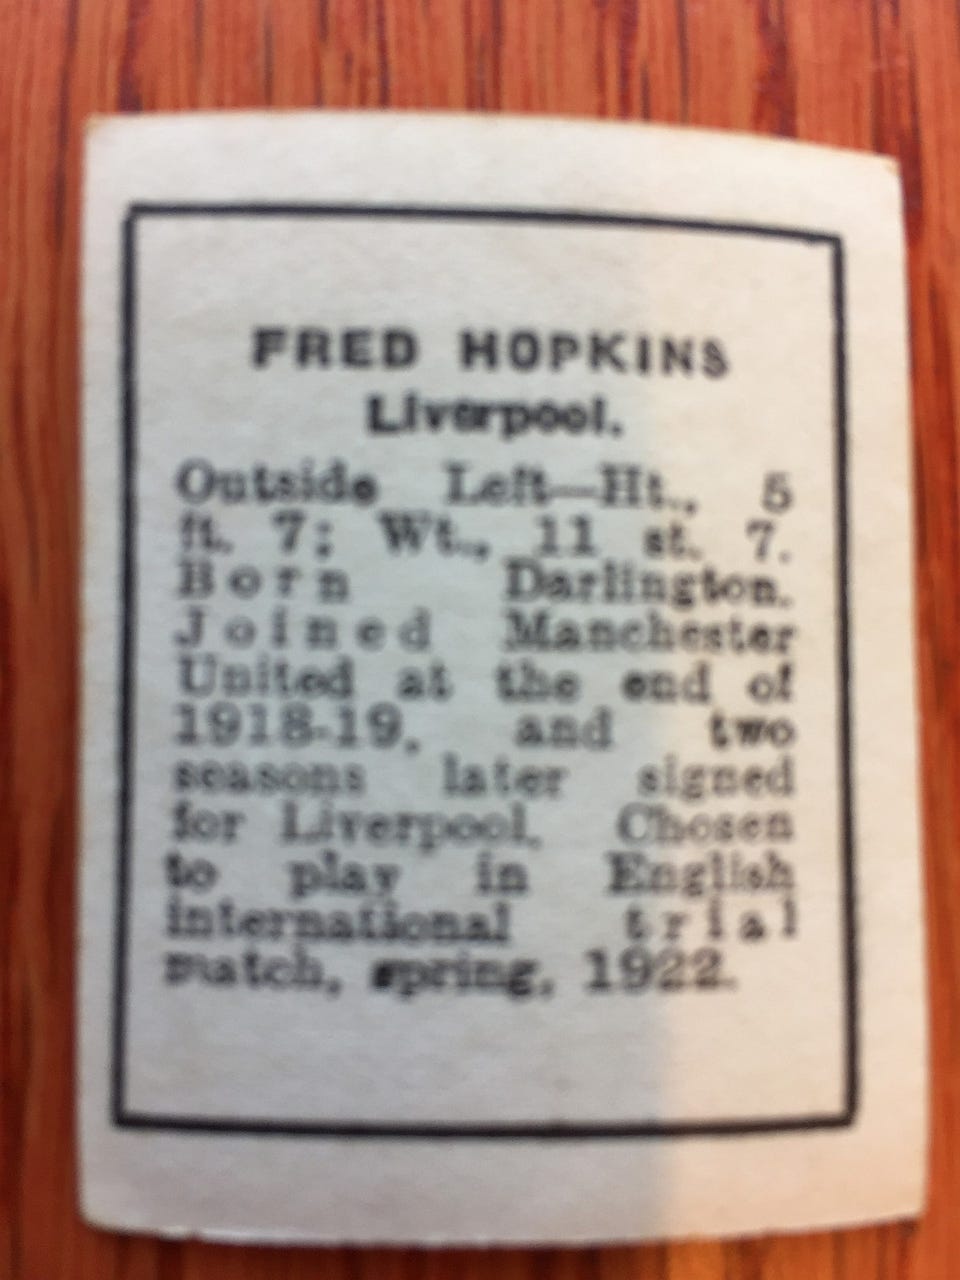 FRED HOPKINS
Liverpool.
Outside Left—Ht., 5
ft. 7; Wt., 11 st. 7.
Born Darlington.
Joined Manchester
United at the end of
1918-19, and two
seasons later signed
for Liverpool. Chosen
to play in English
international trial
match, spring, 1922.